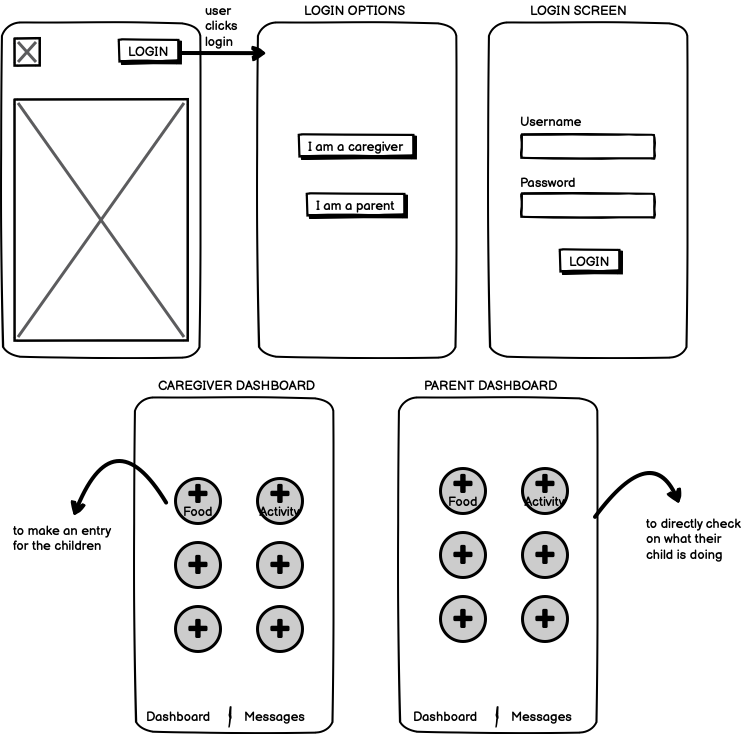 user
clicks
login
LOGIN OPTIONS
LOGIN SCREEN
LOGIN
Username
I am a caregiver
Password
I am a parent
LOGIN
CAREGIVER DASHBOARD
PARENT DASHBOARD
Food
Activity
Food
Activity
to make an entry
for the children
to directly check
on what their
child is doing
Dashboard
Messages
Dashboard
Messages